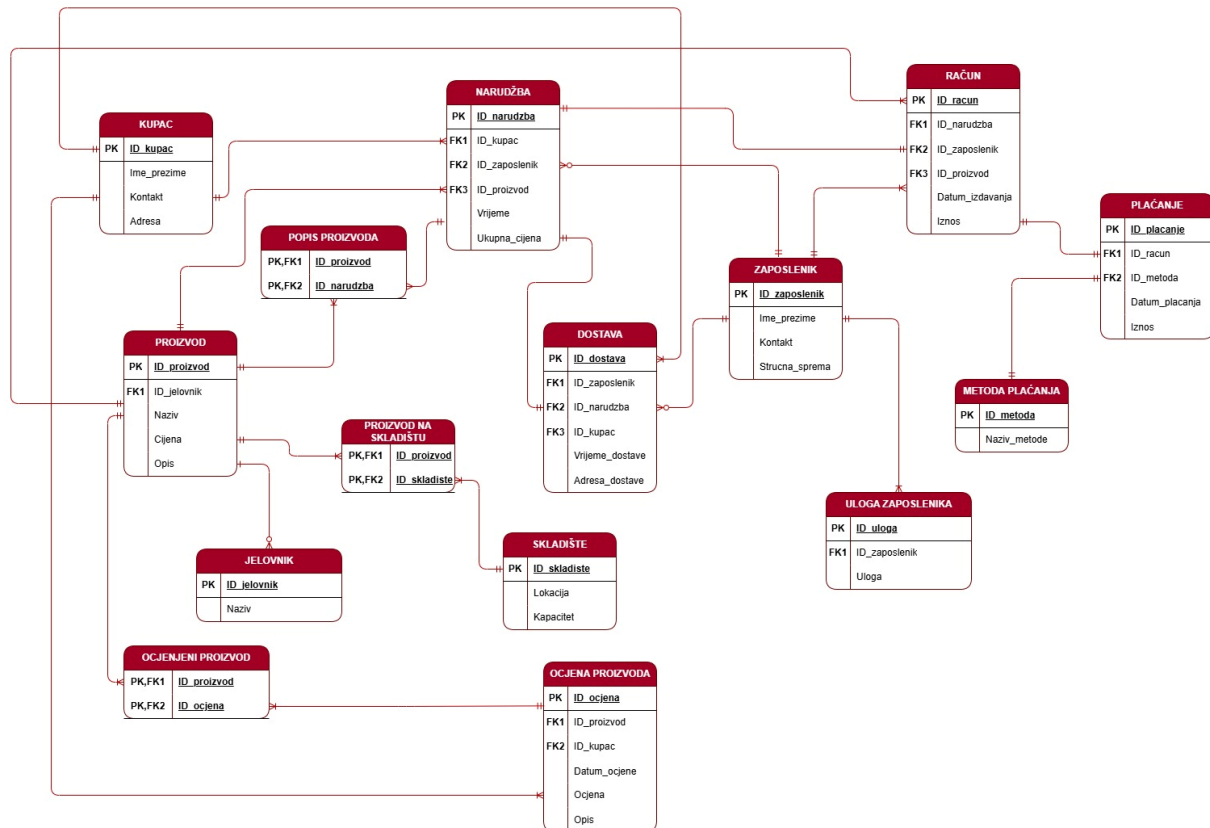 KUPAC
PK ID_kupac
Ime_prezime
Kontakt
Adresa
NARUDŽBA
PK ID_narudzba
FK1 ID_kupac
FK2 ID_zaposlenik
FK3 ID_proizvod
Vrijeme
Ukupna_cijena
RAČUN
PK ID_racun
FK1 ID_narudzba
FK2 ID_zaposlenik
FK3 ID_proizvod
Datum_izdavanja
Iznos
PLAĆANJE
PK ID_placanje
FK1 ID_racun
FK2 ID_metoda
Datum_placanja
Iznos
POPIS PROIZVODA
PK,FK1 ID_proizvod
PK,FK2 ID_narudzba
ZAPOSLENIK
PK ID_zaposlenik
Ime_prezime
Kontakt
Strucna_sprema
PROIZVOD
PK ID_proizvod
FK1 ID_jelovnik
Naziv
Cijena
Opis
DOSTAVA
PK ID_dostava
FK1 ID_zaposlenik
FK2 ID_narudzba
FK3 ID_kupac
Vrijeme_dostave
Adresa_dostave
METODA PLAĆANJA
PK ID_metoda
Naziv_metode
PROIZVOD NA
SKLADIŠTU
PK,FK1 ID_proizvod
PK,FK2 ID_skladiste
ULOGA ZAPOSLENIKA
PK ID_uloga
FK1 ID_zaposlenik
Uloga
SKLADIŠTE
PK ID_skladiste
Lokacija
Kapacitet
JELOVNIK
PK ID_jelovnik
Naziv
OCJENJENI PROIZVOD
PK,FK1 ID_proizvod
PK,FK2 ID_ocjena
OCJENA PROIZVODA
PK ID_ocjena
FK1 ID_proizvod
FK2 ID_kupac
Datum_ocjene
Ocjena
Opis